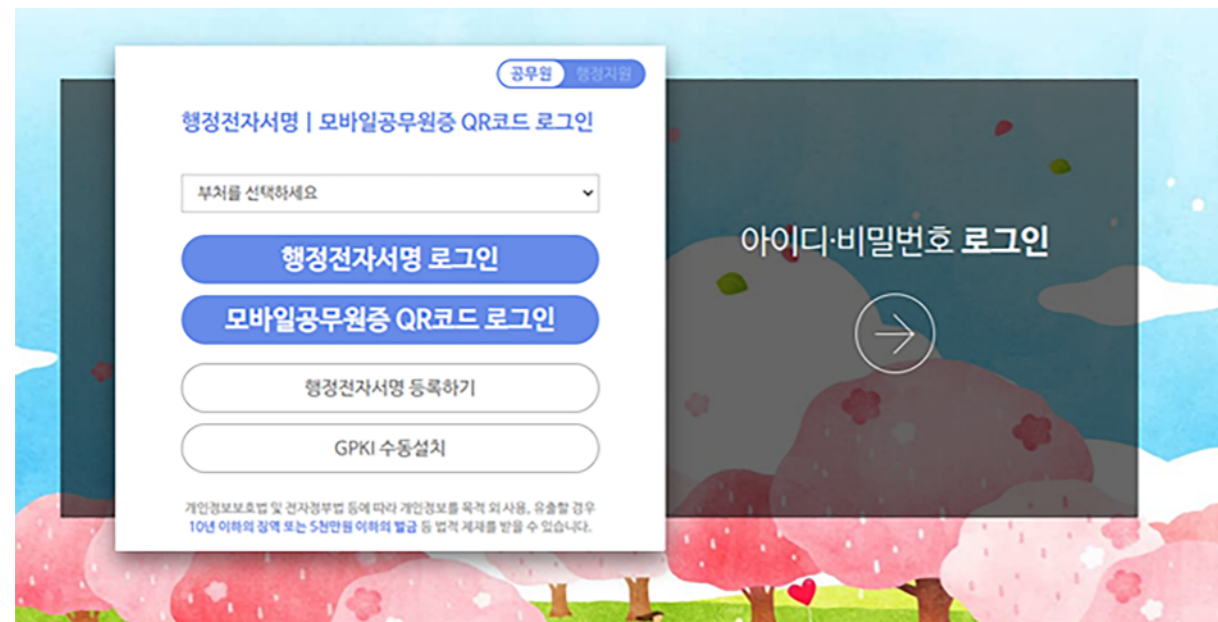 공무원 행정지원
행정전자서명 | 모바일공무원증 QR코드 로그인
부처를 선택하세요
행정전자서명 로그인
모바일공무원증 QR코드 로그인
행정전자서명 등록하기
GPKI 수동설치
개인정보보호법 및 전자정부법 등에 따라 개인정보를 목적 외 사용, 유출할 경우
10년 이하의 징역 또는 5천만원 이하의 벌금 등 법적 제재를 받을 수 있습니다.
아이디·비밀번호 로그인